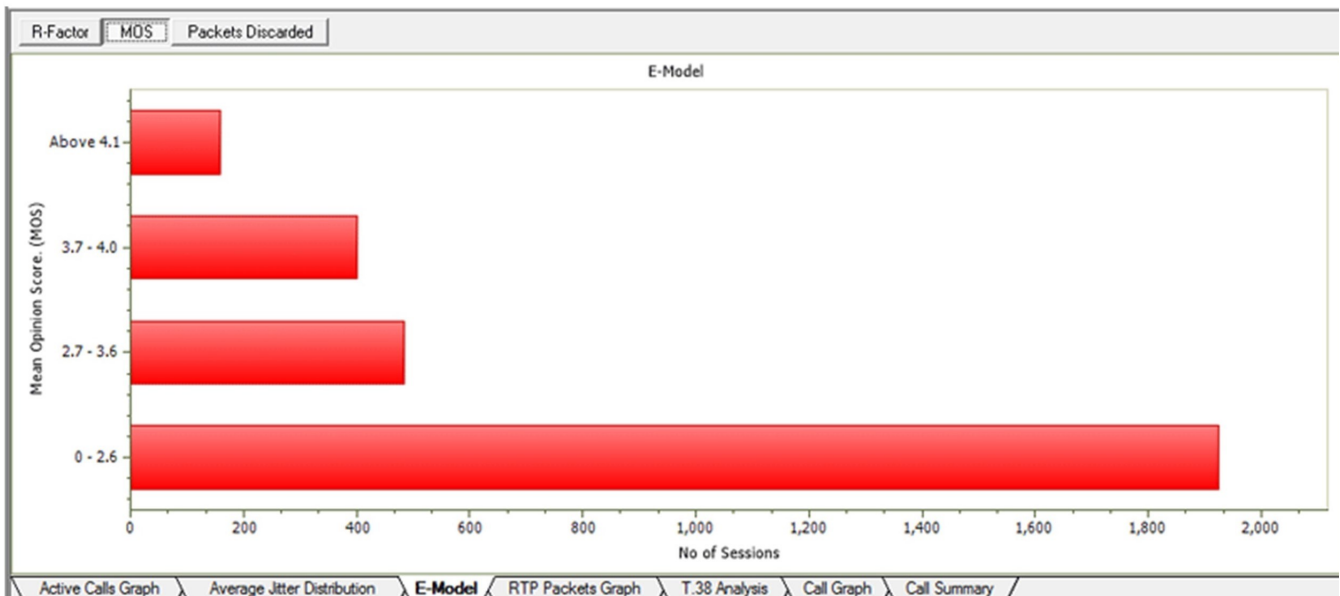 R-Factor MOS Packets Discarded
E-Model
Mean Opinion Score. (MOS)
Above 4.1
3.7 - 4.0
2.7 - 3.6
0 - 2.6
0 200 400 600 800 1,000 1,200 1,400 1,600 1,800 2,000
No of Sessions
Active Calls Graph Average Jitter Distribution E-Model RTP Packets Graph T.38 Analysis Call Graph Call Summary